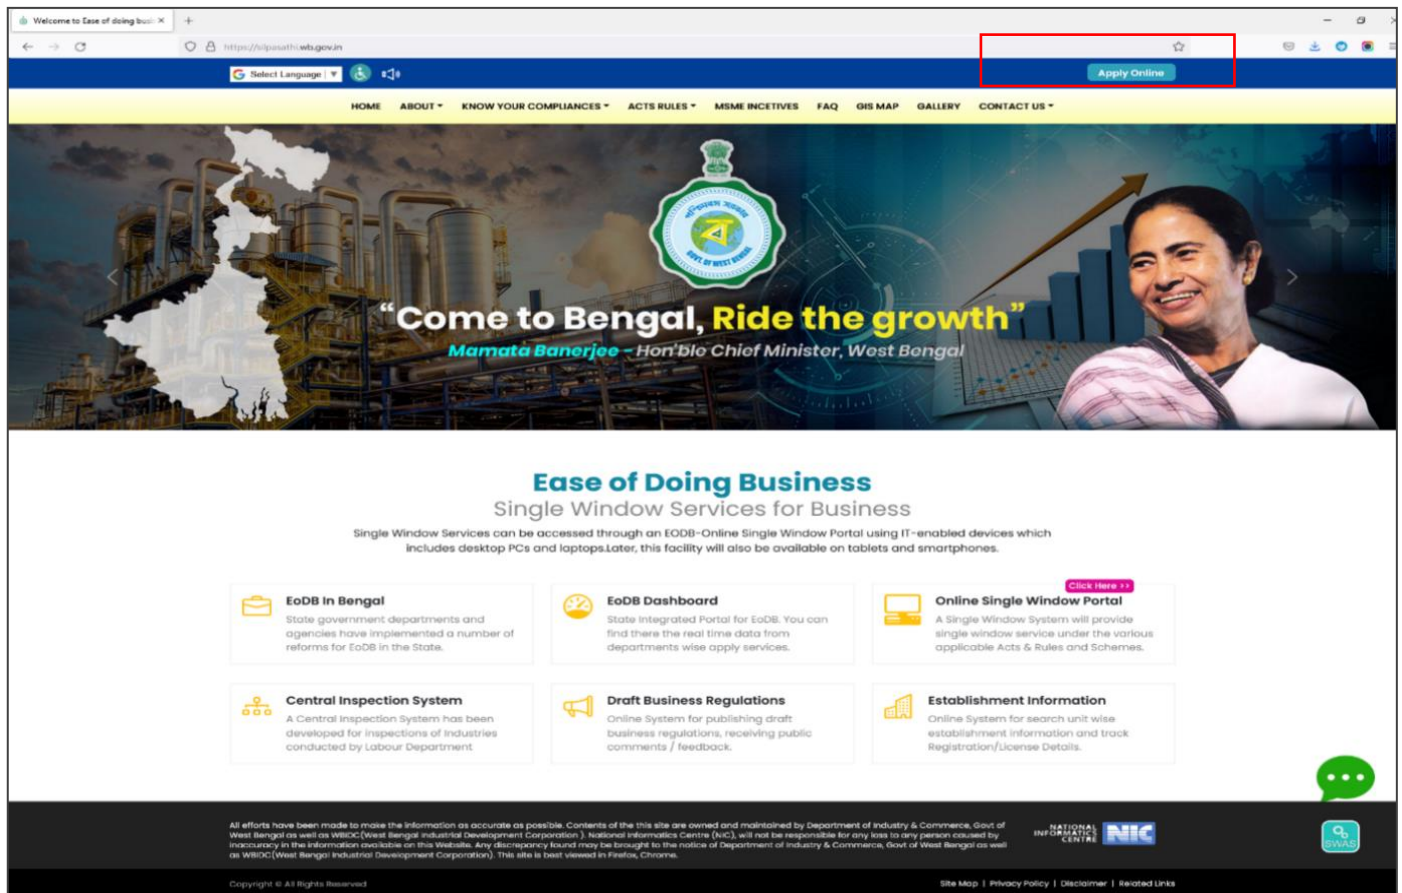 Welcome to Ease of doing busin
https://silpasathi.wb.gov.in
Select Language
Apply Online
HOME ABOUT KNOW YOUR COMPLIANCES ACTS RULES MSME INCETIVES FAQ GIS MAP GALLERY CONTACT US
GOVT. OF WEST BENGAL
“Come to Bengal, Ride the growth”
Mamata Banerjee - Hon'ble Chief Minister, West Bengal
Ease of Doing Business
Single Window Services for Business
Single Window Services can be accessed through an EODB-Online Single Window Portal using IT-enabled devices which
includes desktop PCs and laptops.Later, this facility will also be available on tablets and smartphones.
EoDB In Bengal
State government departments and
agencies have implemented a number of
reforms for EoDB in the State.
EoDB Dashboard
State Integrated Portal for EoDB. You can
find there the real time data from
departments wise apply services.
Click Here >>
Online Single Window Portal
A Single Window System will provide
single window service under the various
applicable Acts & Rules and Schemes.
Central Inspection System
A Central Inspection System has been
developed for inspections of Industries
conducted by Labour Department
Draft Business Regulations
Online System for publishing draft
business regulations, receiving public
comments / feedback.
Establishment Information
Online System for search unit wise
establishment information and track
Registration/License Details.
All efforts have been made to make the information as accurate as possible. Contents of the this site are owned and maintained by Department of Industry & Commerce, Govt of
West Bengal as well as WBIDC(West Bengal Industrial Development Corporation ). National Informatics Centre (NIC), will not be responsible for any loss to any person caused by
inaccuracy in the information available on this Website. Any discrepancy found may be brought to the notice of Department of Industry & Commerce, Govt of West Bengal as well
as WBIDC(West Bengal Industrial Development Corporation). This site is best viewed in Firefox, Chrome.
NATIONAL
INFORMATICS
CENTRE
NIC
SWAS
Copyright © All Rights Reserved
Site Map | Privacy Policy | Disclaimer | Related Links